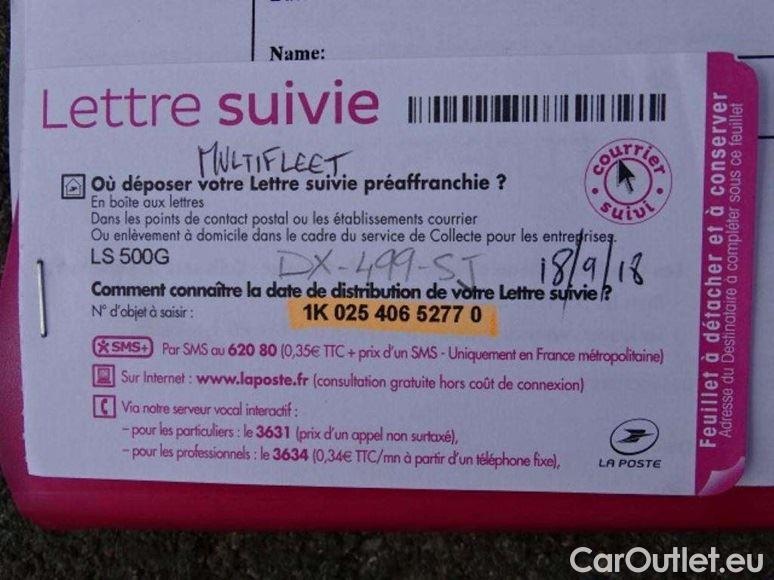 Name:
Lettre suivie
MULTIFLEET
courrier suivi
Où déposer votre Lettre suivie préaffranchie ?
En boîte aux lettres
Dans les points de contact postal ou les établissements courrier
Ou enlèvement à domicile dans le cadre du service de Collecte pour les entreprises.
LS 500G
DX-499-SJ
18/9/18
Comment connaître la date de distribution de votre Lettre suivie ?
N° d'objet à saisir :
1K 025 406 5277 0
SMS+ Par SMS au 620 80 (0,35€ TTC + prix d'un SMS - Uniquement en France métropolitaine)
Sur Internet : www.laposte.fr (consultation gratuite hors coût de connexion)
Via notre serveur vocal interactif :
– pour les particuliers : le 3631 (prix d'un appel non surtaxé),
– pour les professionnels : le 3634 (0,34€ TTC/mn à partir d'un téléphone fixe),
LA POSTE
Feuillet à détacher et à conserver
Adresse du Destinataire à compléter sous ce feuillet
CarOutlet.eu